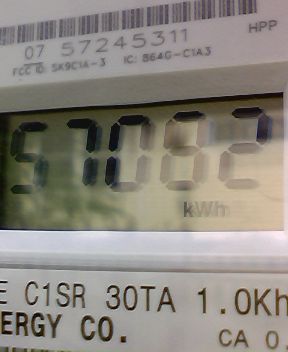 07 57245311
HPP
FCC ID: SK9C1A-3 IC: 864G-C1A3
57082
kWh
E C1SR 30TA 1.0Kh
ERGY CO.
CA 0.